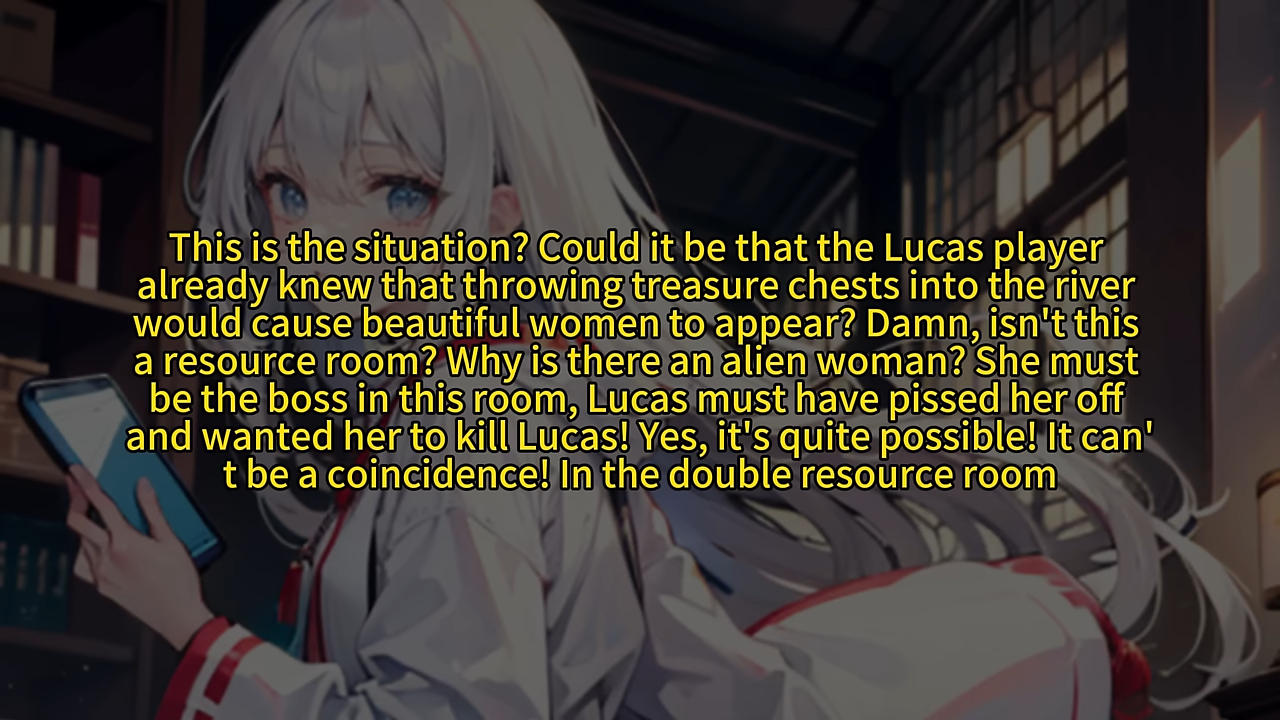 This is the situation? Could it be that the Lucas player
already knew that throwing treasure chests into the river
would cause beautiful women to appear? Damn, isn't this
a resource room? Why is there an alien woman? She must
be the boss in this room, Lucas must have pissed her off
and wanted her to kill Lucas! Yes, it's quite possible! It can'
t be a coincidence! In the double resource room